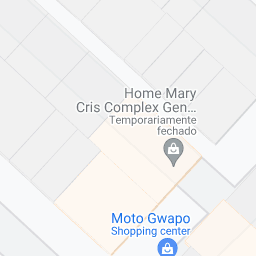 Home Mary
Cris Complex Gen...
Temporariamente
fechado
Moto Gwapo
Shopping center